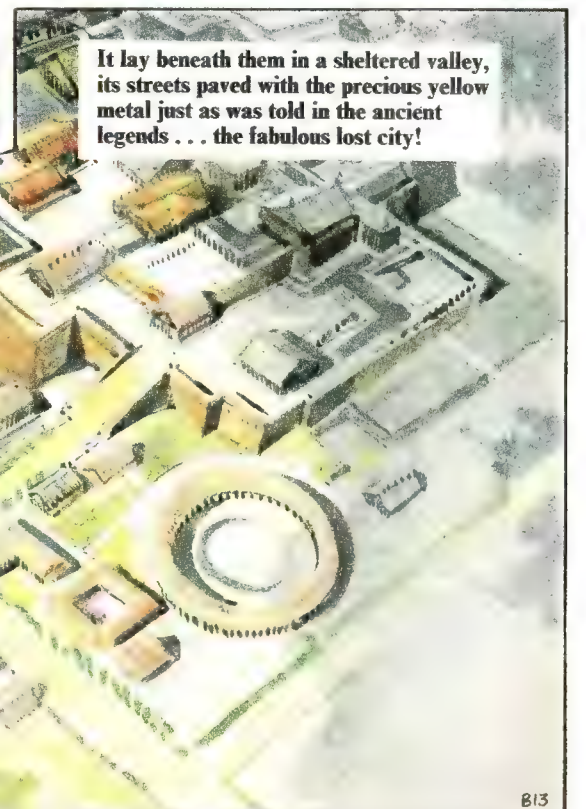 It lay beneath them in a sheltered valley,
its streets paved with the precious yellow
metal just as was told in the ancient
legends . . . the fabulous lost city!
B13